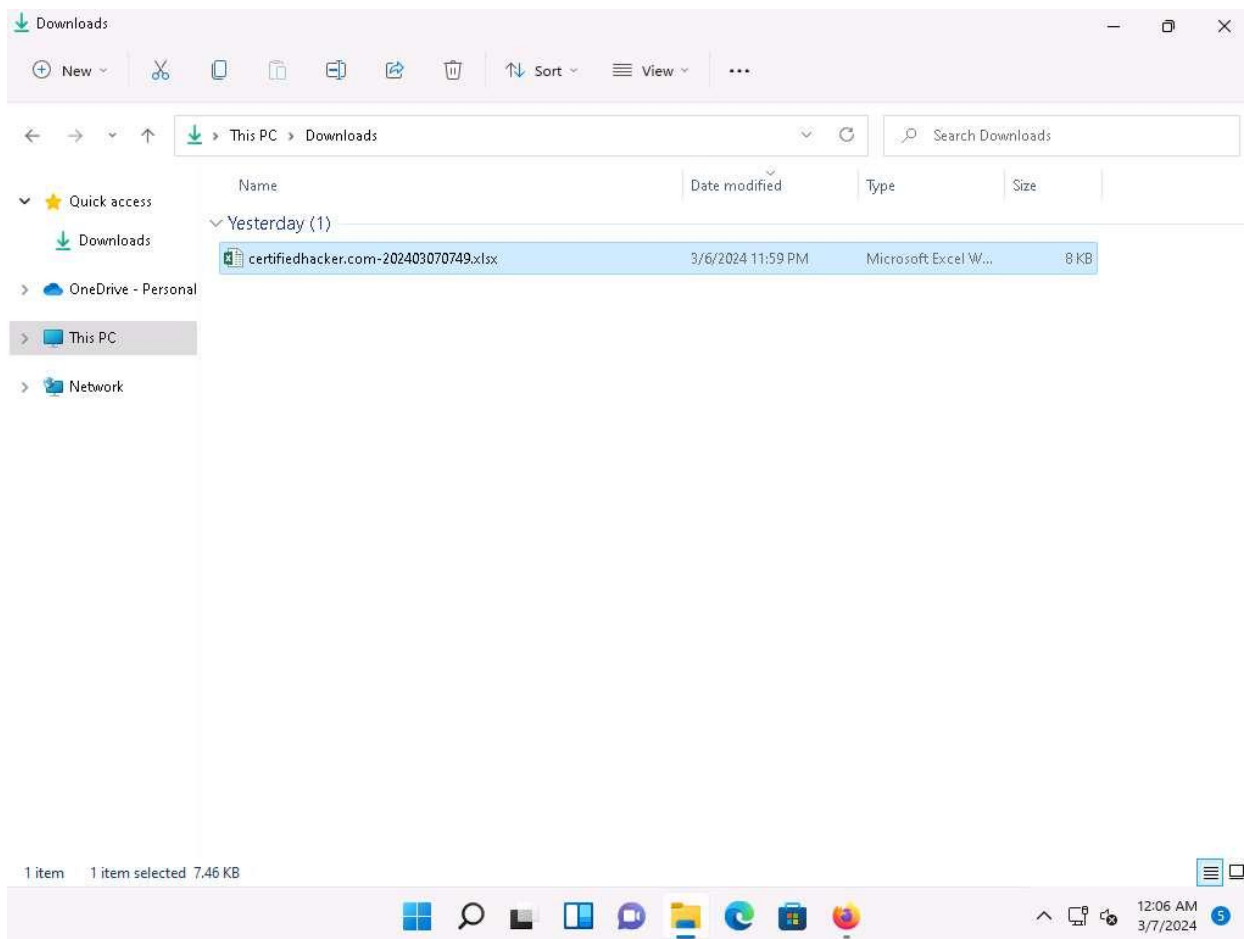 Downloads
New
Sort
View
This PC > Downloads
Search Downloads
Name
Date modified
Type
Size
Quick access
Downloads
OneDrive - Personal
This PC
Network
Yesterday (1)
certifiedhacker.com-202403070749.xlsx
3/6/2024 11:59 PM
Microsoft Excel W...
8 KB
1 item
1 item selected 7.46 KB
12:06 AM
3/7/2024
5